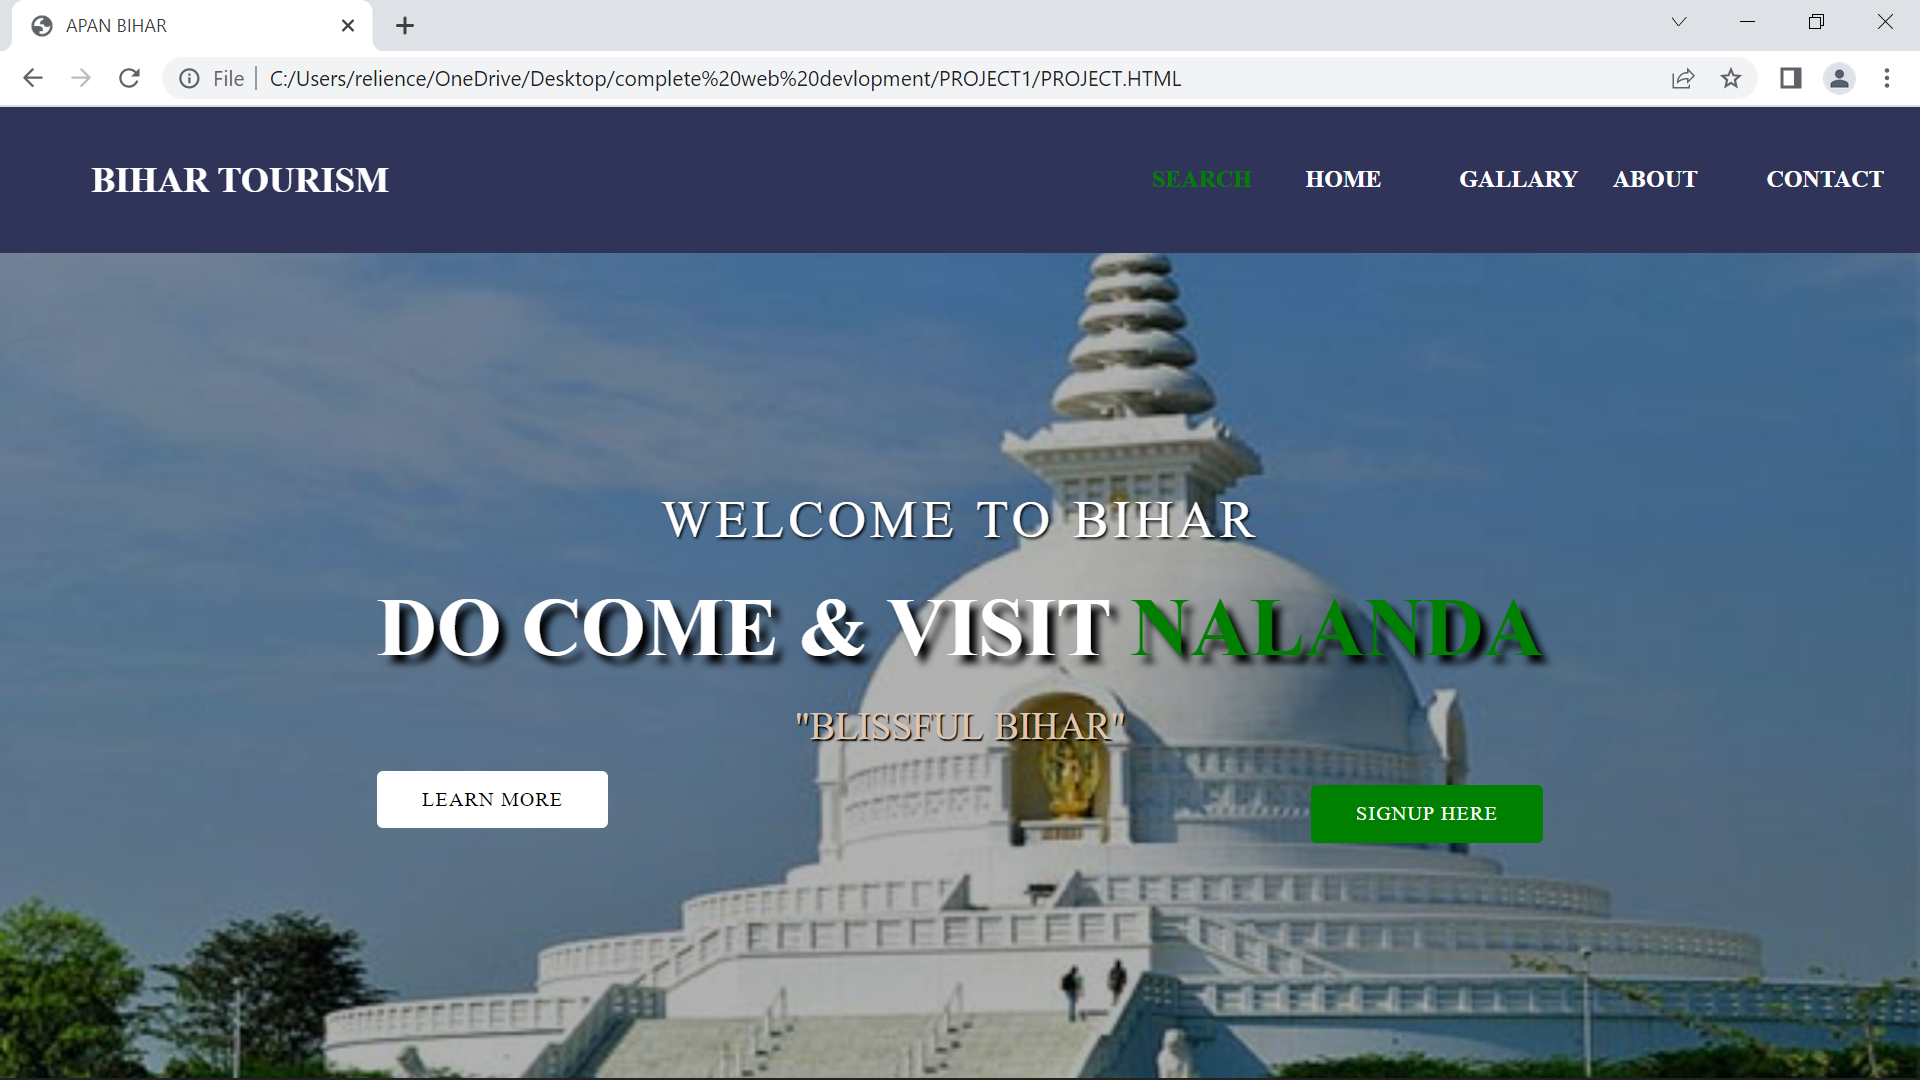 APAN BIHAR
File
C:/Users/relience/OneDrive/Desktop/complete%20web%20devlopment/PROJECT1/PROJECT.HTML
BIHAR TOURISM
SEARCH HOME GALLARY ABOUT CONTACT
WELCOME TO BIHAR
DO COME & VISIT NALANDA
"BLISSFUL BIHAR"
LEARN MORE
SIGNUP HERE